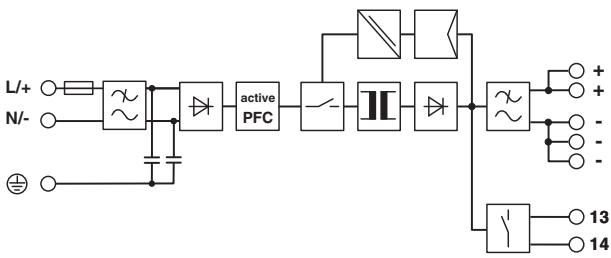 L/+
N/-
active
PFC
+
+
-
-
-
13
14